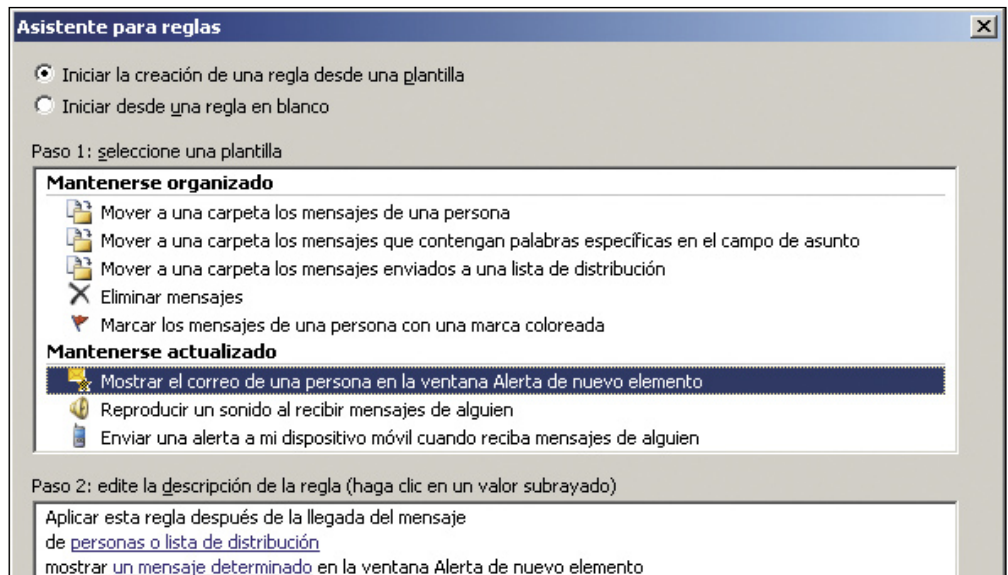 Asistente para reglas
Iniciar la creación de una regla desde una plantilla
Iniciar desde una regla en blanco
Paso 1: seleccione una plantilla
Mantenerse organizado
Mover a una carpeta los mensajes de una persona
Mover a una carpeta los mensajes que contengan palabras específicas en el campo de asunto
Mover a una carpeta los mensajes enviados a una lista de distribución
Eliminar mensajes
Marcar los mensajes de una persona con una marca coloreada
Mantenerse actualizado
Mostrar el correo de una persona en la ventana Alerta de nuevo elemento
Reproducir un sonido al recibir mensajes de alguien
Enviar una alerta a mi dispositivo móvil cuando reciba mensajes de alguien
Paso 2: edite la descripción de la regla (haga clic en un valor subrayado)
Aplicar esta regla después de la llegada del mensaje
de personas o lista de distribución
mostrar un mensaje determinado en la ventana Alerta de nuevo elemento